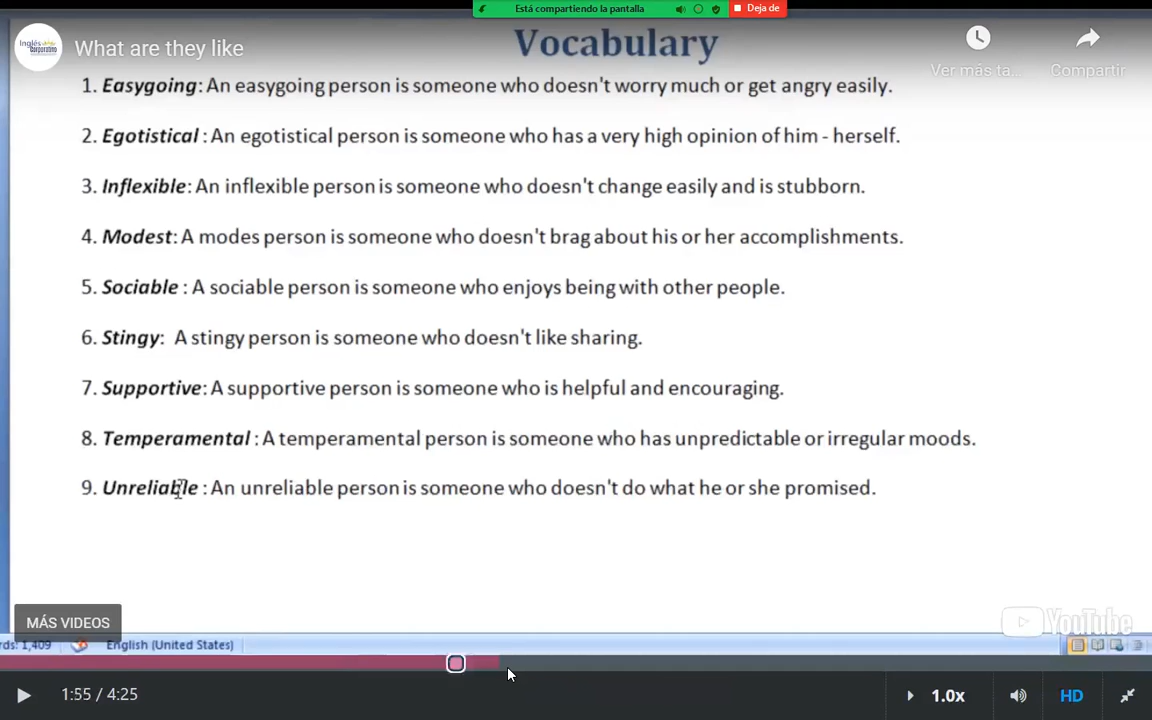 Está compartiendo la pantalla
Deja de
Inglés Corporativo
What are they like
Vocabulary
Ver más ta...
Compartir
1. Easygoing: An easygoing person is someone who doesn't worry much or get angry easily.
2. Egotistical : An egotistical person is someone who has a very high opinion of him - herself.
3. Inflexible: An inflexible person is someone who doesn't change easily and is stubborn.
4. Modest: A modes person is someone who doesn't brag about his or her accomplishments.
5. Sociable : A sociable person is someone who enjoys being with other people.
6. Stingy: A stingy person is someone who doesn't like sharing.
7. Supportive: A supportive person is someone who is helpful and encouraging.
8. Temperamental : A temperamental person is someone who has unpredictable or irregular moods.
9. Unreliable : An unreliable person is someone who doesn't do what he or she promised.
MÁS VIDEOS
YouTube
rds: 1,409
English (United States)
1:55 / 4:25
1.0x
HD